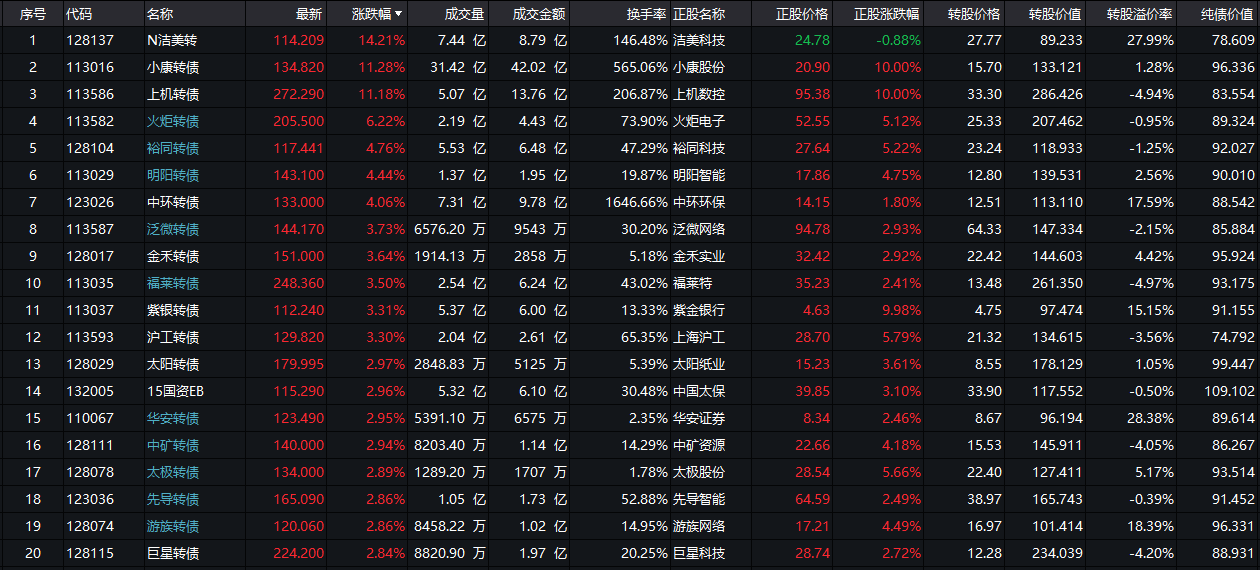 序号 代码 名称 最新 涨跌幅 成交量 成交金额 换手率 正股名称 正股价格 正股涨跌幅 转股价格 转股价值 转股溢价率 纯债价值
1 128137 N洁美转 114.209 14.21% 7.44 亿 8.79 亿 146.48% 洁美科技 24.78 -0.88% 27.77 89.233 27.99% 78.609
2 113016 小康转债 134.820 11.28% 31.42 亿 42.02 亿 565.06% 小康股份 20.90 10.00% 15.70 133.121 1.28% 96.336
3 113586 上机转债 272.290 11.18% 5.07 亿 13.76 亿 206.87% 上机数控 95.38 10.00% 33.30 286.426 -4.94% 83.554
4 113582 火炬转债 205.500 6.22% 2.19 亿 4.43 亿 73.90% 火炬电子 52.55 5.12% 25.33 207.462 -0.95% 89.324
5 128104 裕同转债 117.441 4.76% 5.53 亿 6.48 亿 47.29% 裕同科技 27.64 5.22% 23.24 118.933 -1.25% 92.027
6 113029 明阳转债 143.100 4.44% 1.37 亿 1.95 亿 19.87% 明阳智能 17.86 4.75% 12.80 139.531 2.56% 90.010
7 123026 中环转债 133.000 4.06% 7.31 亿 9.78 亿 1646.66% 中环环保 14.15 1.80% 12.51 113.110 17.59% 88.542
8 113587 泛微转债 144.170 3.73% 6576.20 万 9543 万 30.20% 泛微网络 94.78 2.93% 64.33 147.334 -2.15% 85.884
9 128017 金禾转债 151.000 3.64% 1914.13 万 2858 万 5.18% 金禾实业 32.42 2.92% 22.42 144.603 4.42% 95.924
10 113035 福莱转债 248.360 3.50% 2.54 亿 6.24 亿 43.02% 福莱特 35.23 2.41% 13.48 261.350 -4.97% 93.175
11 113037 紫银转债 112.240 3.31% 5.37 亿 6.00 亿 13.33% 紫金银行 4.63 9.98% 4.75 97.474 15.15% 91.155
12 113593 沪工转债 129.820 3.30% 2.04 亿 2.61 亿 65.35% 上海沪工 28.70 5.79% 21.32 134.615 -3.56% 74.792
13 128029 太阳转债 179.995 2.97% 2848.83 万 5125 万 5.39% 太阳纸业 15.23 3.61% 8.55 178.129 1.05% 99.447
14 132005 15国资EB 115.290 2.96% 5.32 亿 6.10 亿 30.48% 中国太保 39.85 3.10% 33.90 117.552 -0.50% 109.102
15 110067 华安转债 123.490 2.95% 5391.10 万 6575 万 2.35% 华安证券 8.34 2.46% 8.67 96.194 28.38% 89.614
16 128111 中矿转债 140.000 2.94% 8203.40 万 1.14 亿 14.29% 中矿资源 22.66 4.18% 15.53 145.911 -4.05% 86.267
17 128078 太极转债 134.000 2.89% 1289.20 万 1707 万 1.78% 太极股份 28.54 5.66% 22.40 127.411 5.17% 93.514
18 123036 先导转债 165.090 2.86% 1.05 亿 1.73 亿 52.88% 先导智能 64.59 2.49% 38.97 165.743 -0.39% 91.452
19 128074 游族转债 120.060 2.86% 8458.22 万 1.02 亿 14.95% 游族网络 17.21 4.49% 16.97 101.414 18.39% 96.331
20 128115 巨星转债 224.200 2.84% 8820.90 万 1.97 亿 20.25% 巨星科技 28.74 2.72% 12.28 234.039 -4.20% 88.931